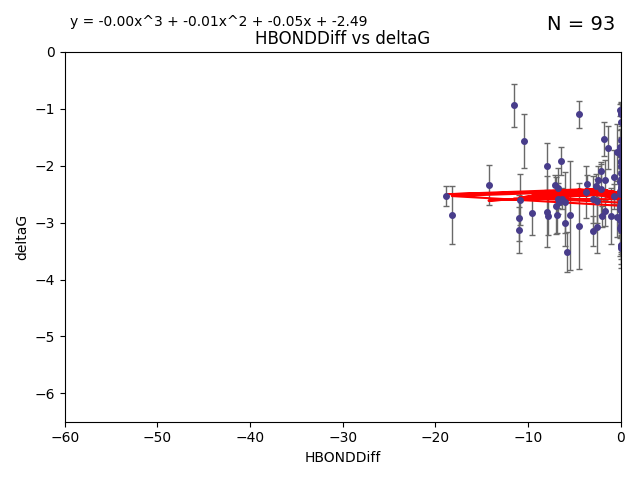 y = -0.00x^3 + -0.01x^2 + -0.05x + -2.49
N = 93
HBONDDiff vs deltaG
0
−1
−2
−3
−4
−5
−6
deltaG
−60
−50
−40
−30
−20
−10
0
HBONDDiff